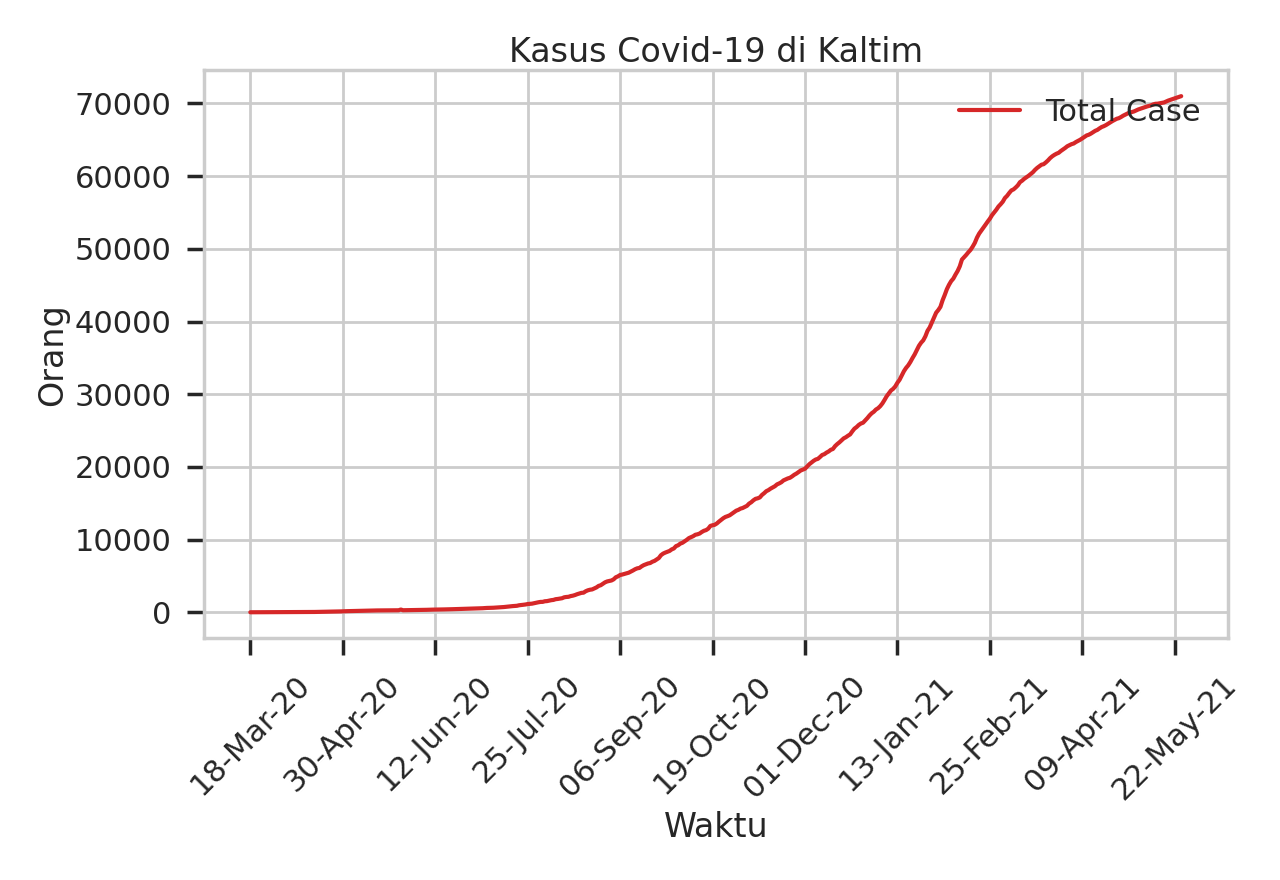 Kasus Covid-19 di Kaltim
Total Case
70000
60000
50000
40000
30000
20000
10000
0
Orang
18-Mar-20
30-Apr-20
12-Jun-20
25-Jul-20
06-Sep-20
19-Oct-20
01-Dec-20
13-Jan-21
25-Feb-21
09-Apr-21
22-May-21
Waktu